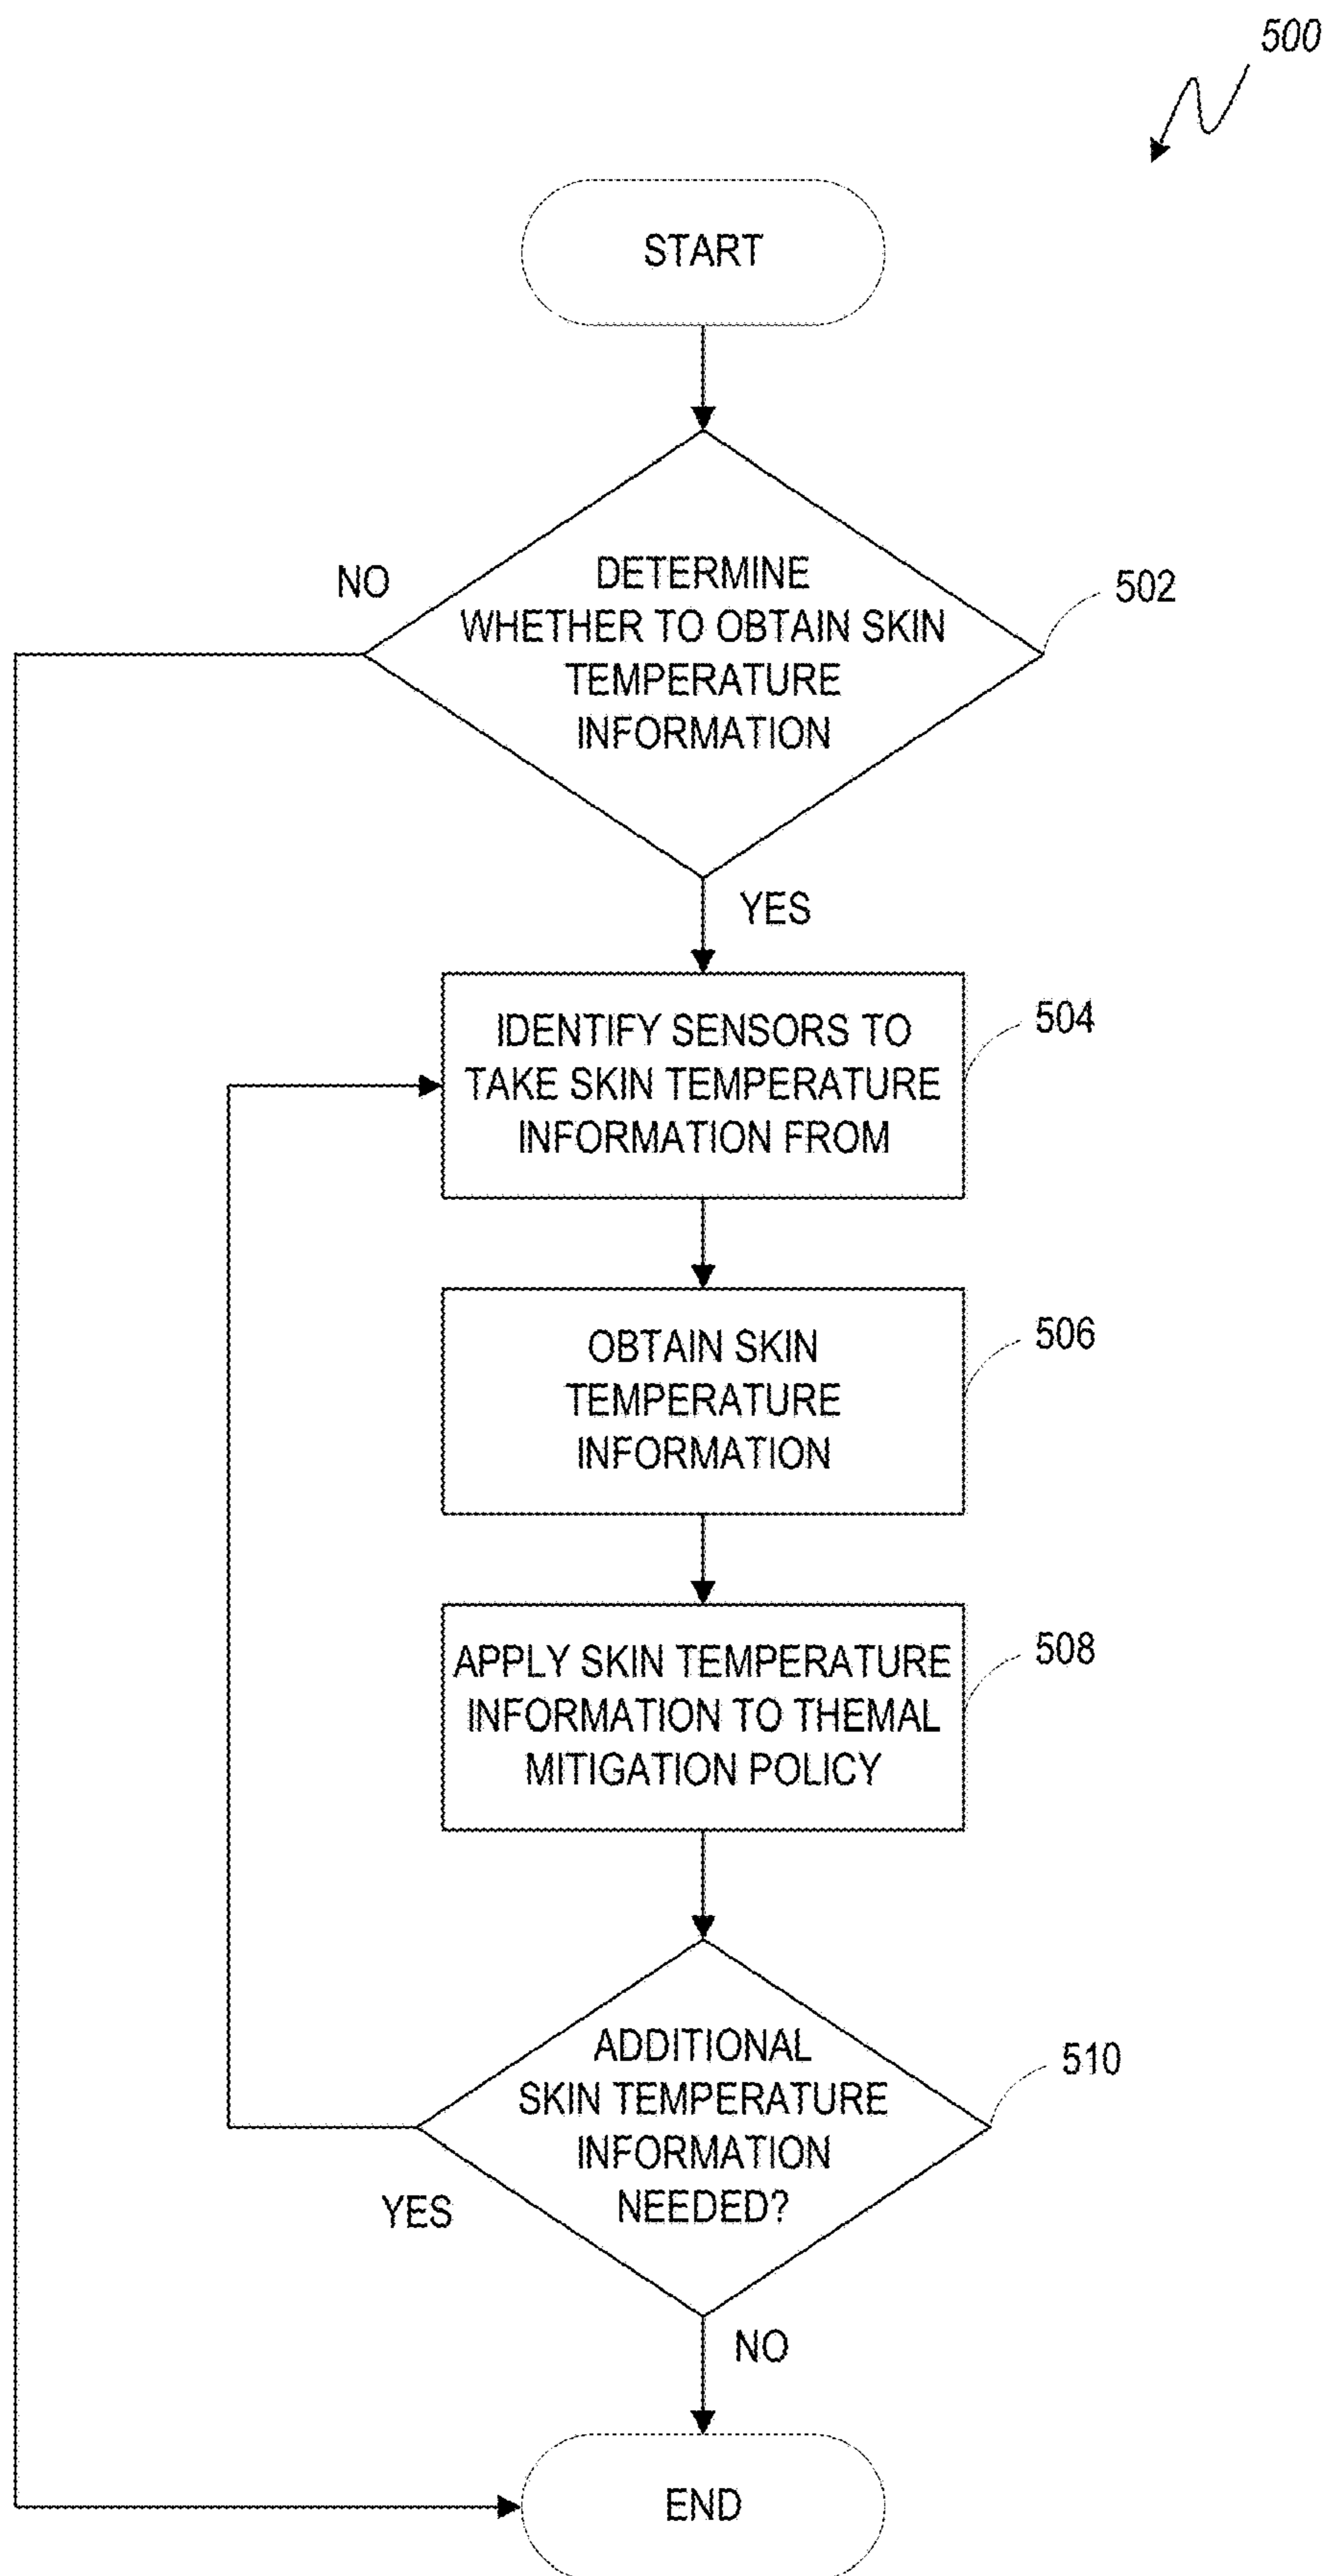 500
START
NO
DETERMINE
WHETHER TO OBTAIN SKIN
TEMPERATURE
INFORMATION
502
YES
IDENTIFY SENSORS TO
TAKE SKIN TEMPERATURE
INFORMATION FROM
504
OBTAIN SKIN
TEMPERATURE
INFORMATION
506
APPLY SKIN TEMPERATURE
INFORMATION TO THEMAL
MITIGATION POLICY
508
ADDITIONAL
SKIN TEMPERATURE
INFORMATION
NEEDED?
510
YES
NO
END